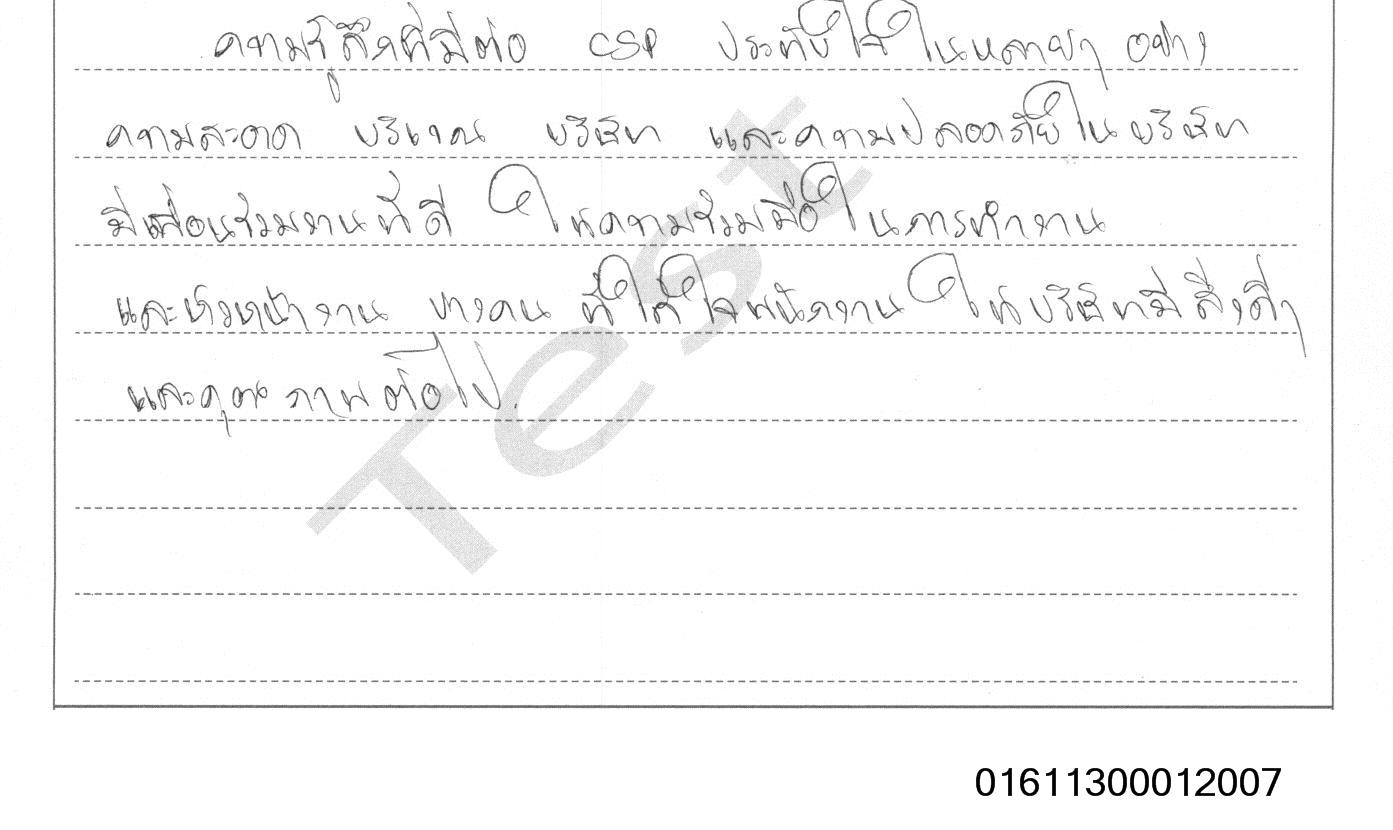 ความรู้สึกที่มีต่อ CSP ประทับใจในหลายๆ อย่าง
ความสะอาด บริเวณ บริษัท และความปลอดภัยในบริษัท
มีเพื่อนร่วมงานที่ดี ให้ความร่วมมือในการทำงาน
และหัวหน้างาน บางคน ที่ใส่ใจพนักงาน ให้บริษัทมีสิ่งดีๆ
และคุณภาพต่อไป.
Test
01611300012007